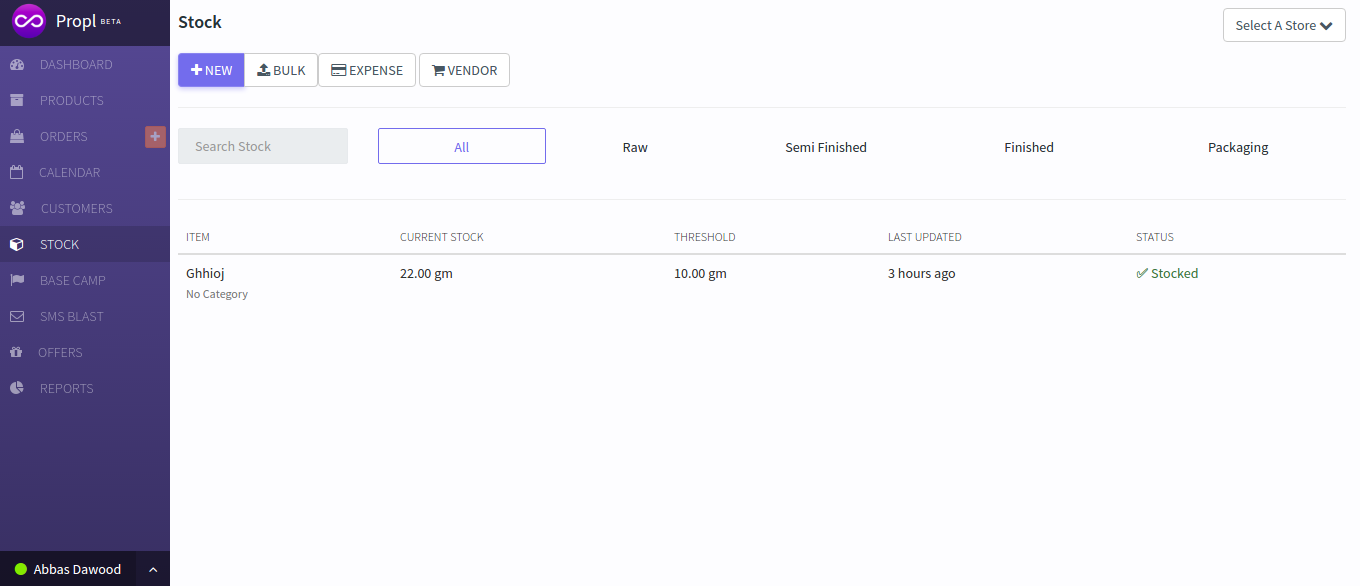 Propl BETA
DASHBOARD
PRODUCTS
ORDERS
CALENDAR
CUSTOMERS
STOCK
BASE CAMP
SMS BLAST
OFFERS
REPORTS
Abbas Dawood
Stock
Select A Store
NEW BULK EXPENSE VENDOR
Search Stock All Raw Semi Finished Finished Packaging
ITEM CURRENT STOCK THRESHOLD LAST UPDATED STATUS
Ghhioj 22.00 gm 10.00 gm 3 hours ago Stocked
No Category